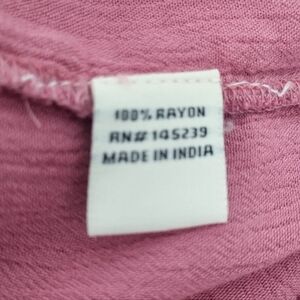 100% RAYON
RN# 145239
MADE IN INDIA